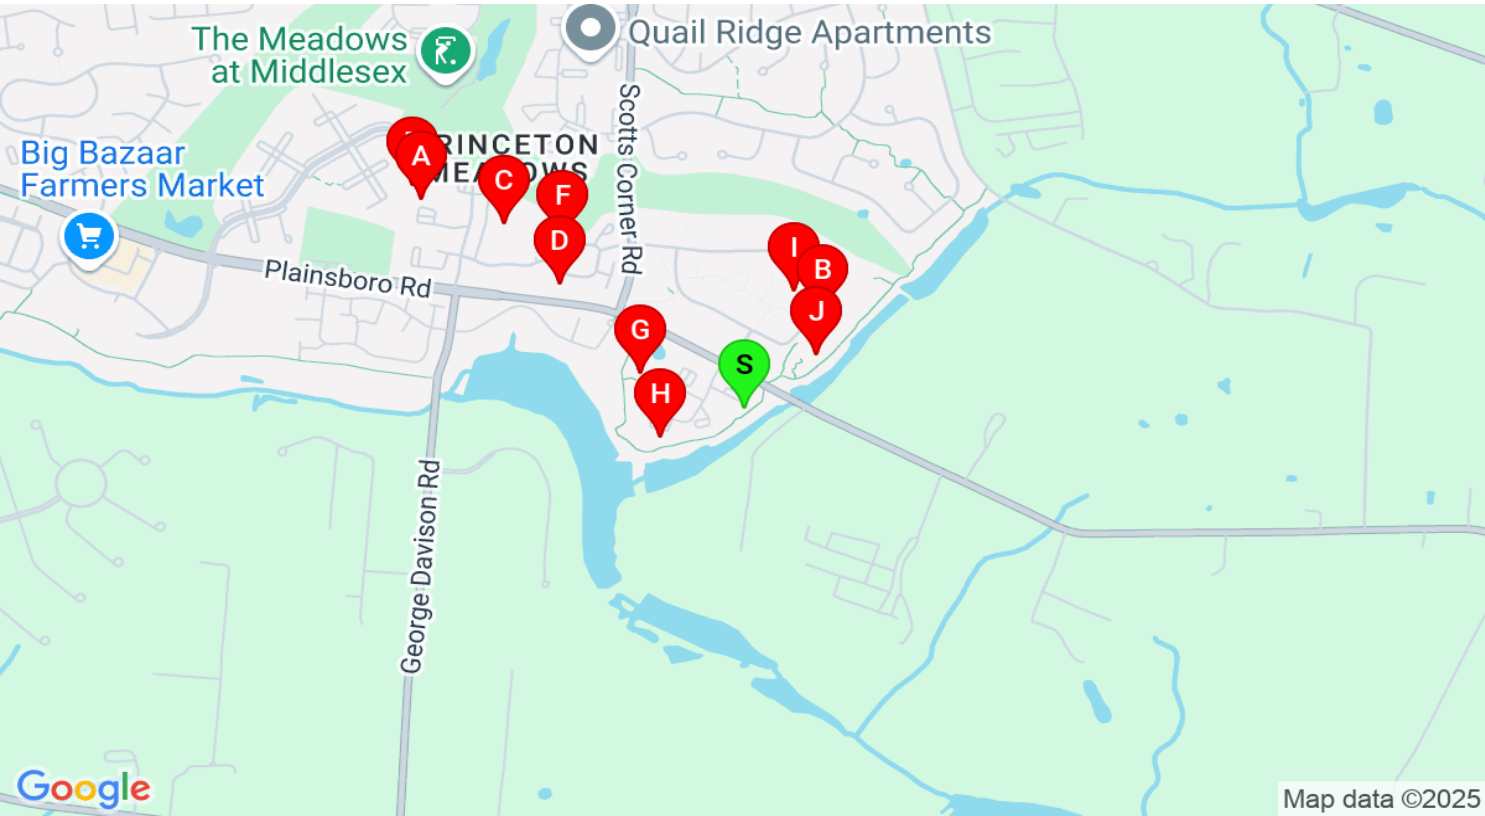 The Meadows
at Middlesex
Quail Ridge Apartments
Scotts Corner Rd
Big Bazaar
Farmers Market
A
C
F
D
I
B
J
G
S
H
Plainsboro Rd
George Davison Rd
Google
Map data ©2025